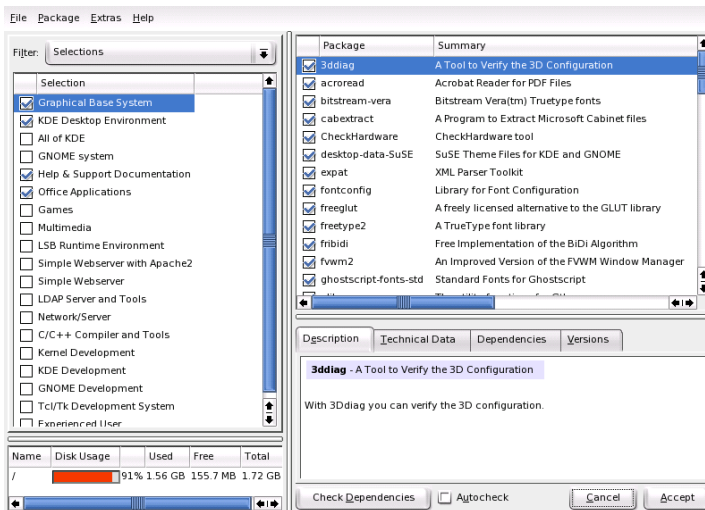 File Package Extras Help
Filter: Selections
Selection
Graphical Base System
KDE Desktop Environment
All of KDE
GNOME system
Help & Support Documentation
Office Applications
Games
Multimedia
LSB Runtime Environment
Simple Webserver with Apache2
Simple Webserver
LDAP Server and Tools
Network/Server
C/C++ Compiler and Tools
Kernel Development
KDE Development
GNOME Development
Tcl/Tk Development System
Experienced User
Name Disk Usage Used Free Total
/ 91% 1.56 GB 155.7 MB 1.72 GB
Package Summary
3ddiag A Tool to Verify the 3D Configuration
acroread Acrobat Reader for PDF Files
bitstream-vera Bitstream Vera(tm) Truetype fonts
cabextract A Program to Extract Microsoft Cabinet files
CheckHardware CheckHardware tool
desktop-data-SuSE SuSE Theme Files for KDE and GNOME
expat XML Parser Toolkit
fontconfig Library for Font Configuration
freeglut A freely licensed alternative to the GLUT library
freetype2 A TrueType font library
fribidi Free Implementation of the BiDi Algorithm
fvwm2 An Improved Version of the FVWM Window Manager
ghostscript-fonts-std Standard Fonts for Ghostscript
Description Technical Data Dependencies Versions
3ddiag - A Tool to Verify the 3D Configuration
With 3Ddiag you can verify the 3D configuration.
Check Dependencies Autocheck Cancel Accept